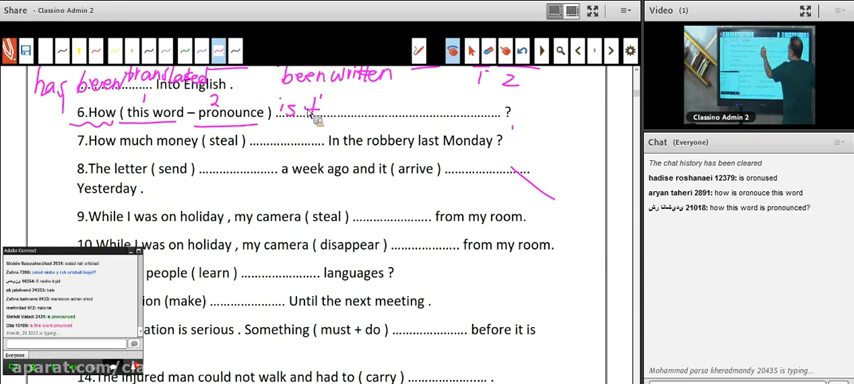 Share - Classino Admin 2
Video (1)
has been translated been written 1 2
5. ............... Into English .
1 2
6.How ( this word – pronounce ) is t ............................................. ?
7.How much money ( steal ) ........................ In the robbery last Monday ?
8.The letter ( send ) ......................... a week ago and it ( arrive ) ...........................
Yesterday .
9.While I was on holiday , my camera ( steal ) ......................... from my room.
10.While I was on holiday , my camera ( disappear ) ...................... from my room.
people ( learn ) ......................... languages ?
ion (make) ........................... Until the next meeting .
ation is serious . Something ( must + do ) ....................... before it is
14.The injured man could not walk and had to ( carry ) ..........................
Adobe Connect
Everyone
aparat.com/cla
Classino Admin 2
Chat (Everyone)
The chat history has been cleared
hadise roshanaei 12379: is oronused
aryan taheri 2891: how is oronouce this word
21018: how this word is pronounced?
Mohammad parsa kheradmondy 20435 is typing...
Everyone